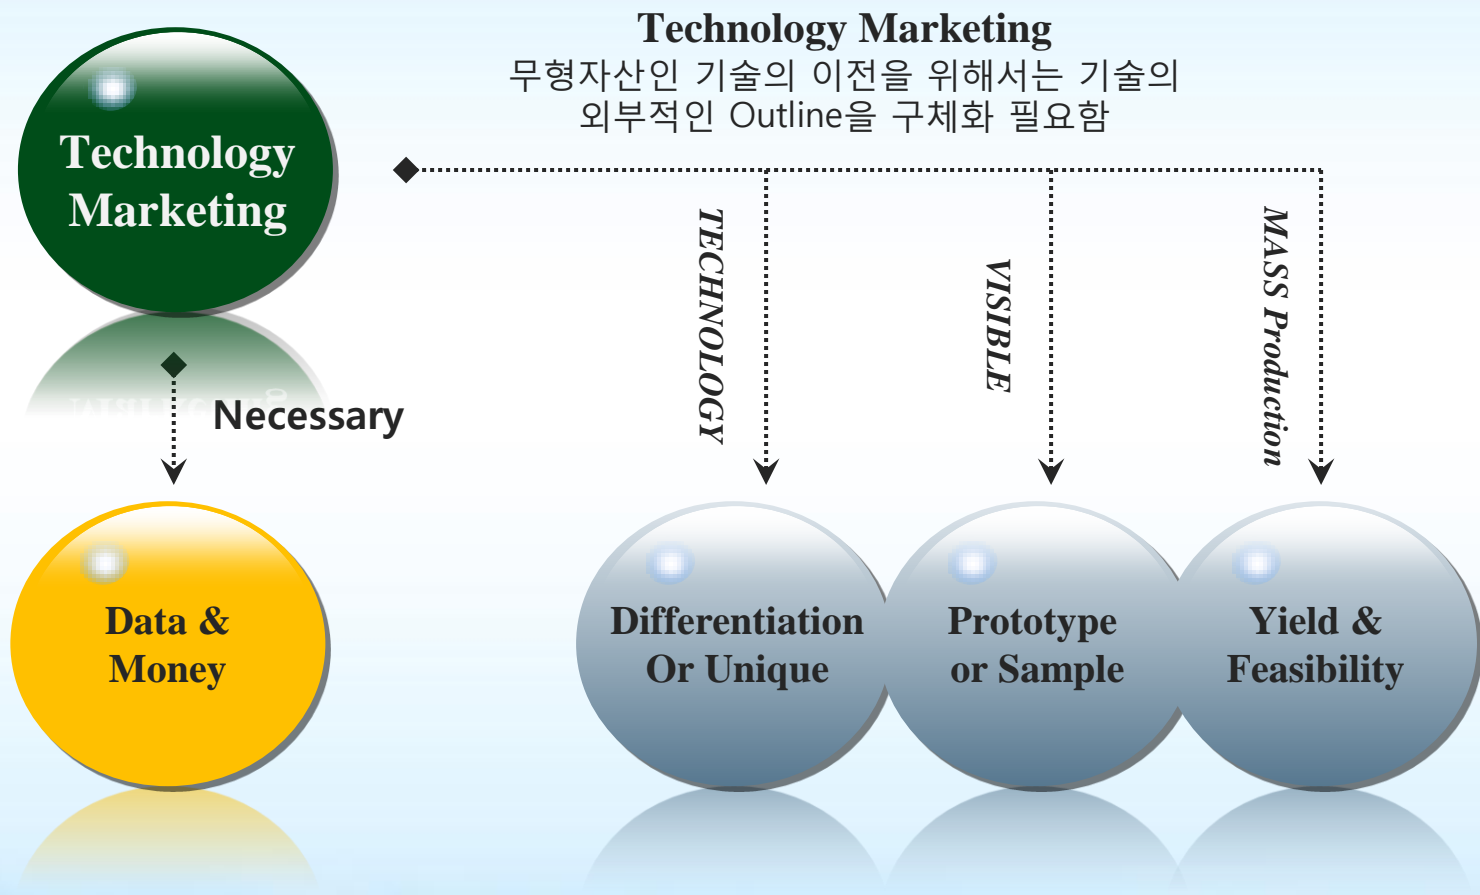 Technology Marketing
무형자산인 기술의 이전을 위해서는 기술의
외부적인 Outline을 구체화 필요함
Technology
Marketing
TECHNOLOGY
VISIBLE
MASS Production
Necessary
Data &
Money
Differentiation
Or Unique
Prototype
or Sample
Yield &
Feasibility